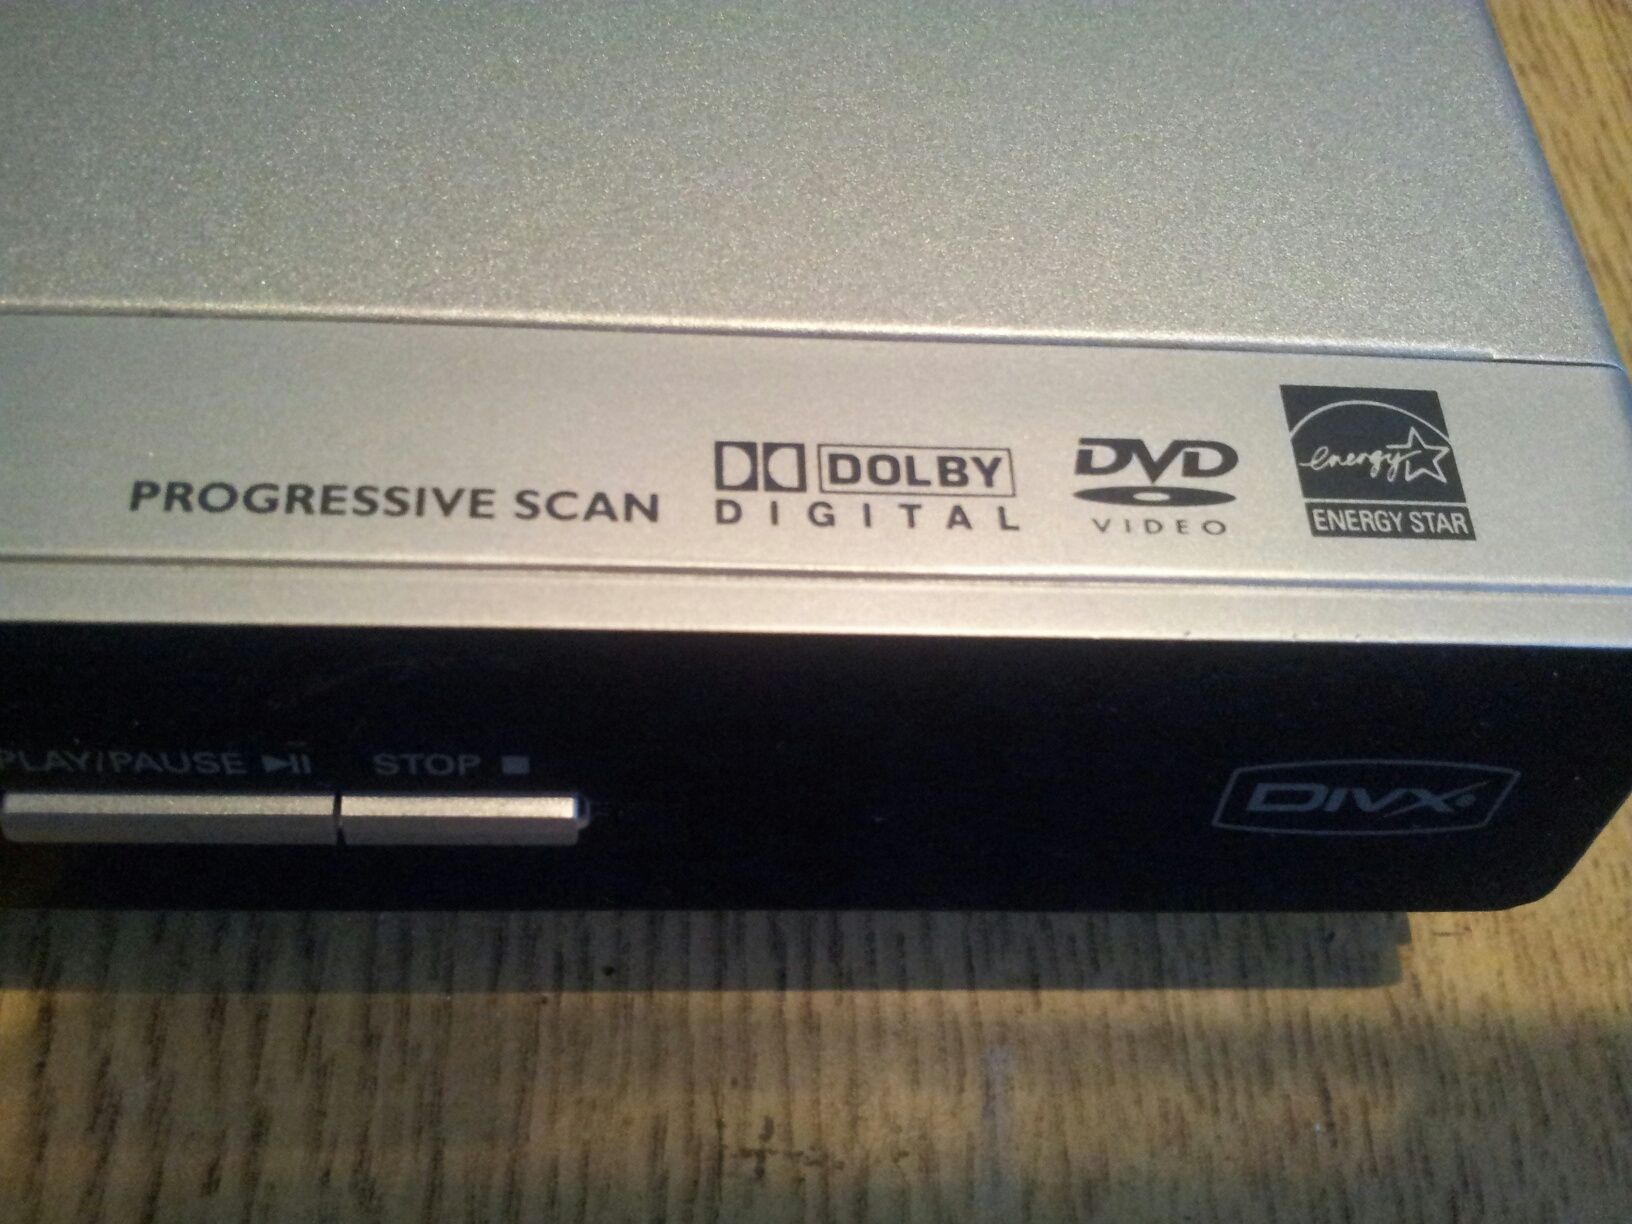 PROGRESSIVE SCAN
DOLBY
DIGITAL
DVD
VIDEO
energy
ENERGY STAR
PLAY/PAUSE
STOP
DIVX